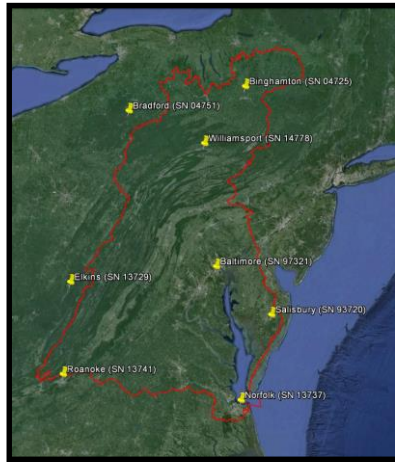 Binghamton (SN 04725)
Bradford (SN 04751)
Williamsport (SN 14778)
Baltimore (SN 97321)
Elkins (SN 13729)
Salisbury (SN 93720)
Roanoke (SN 13741)
Norfolk (SN 13737)